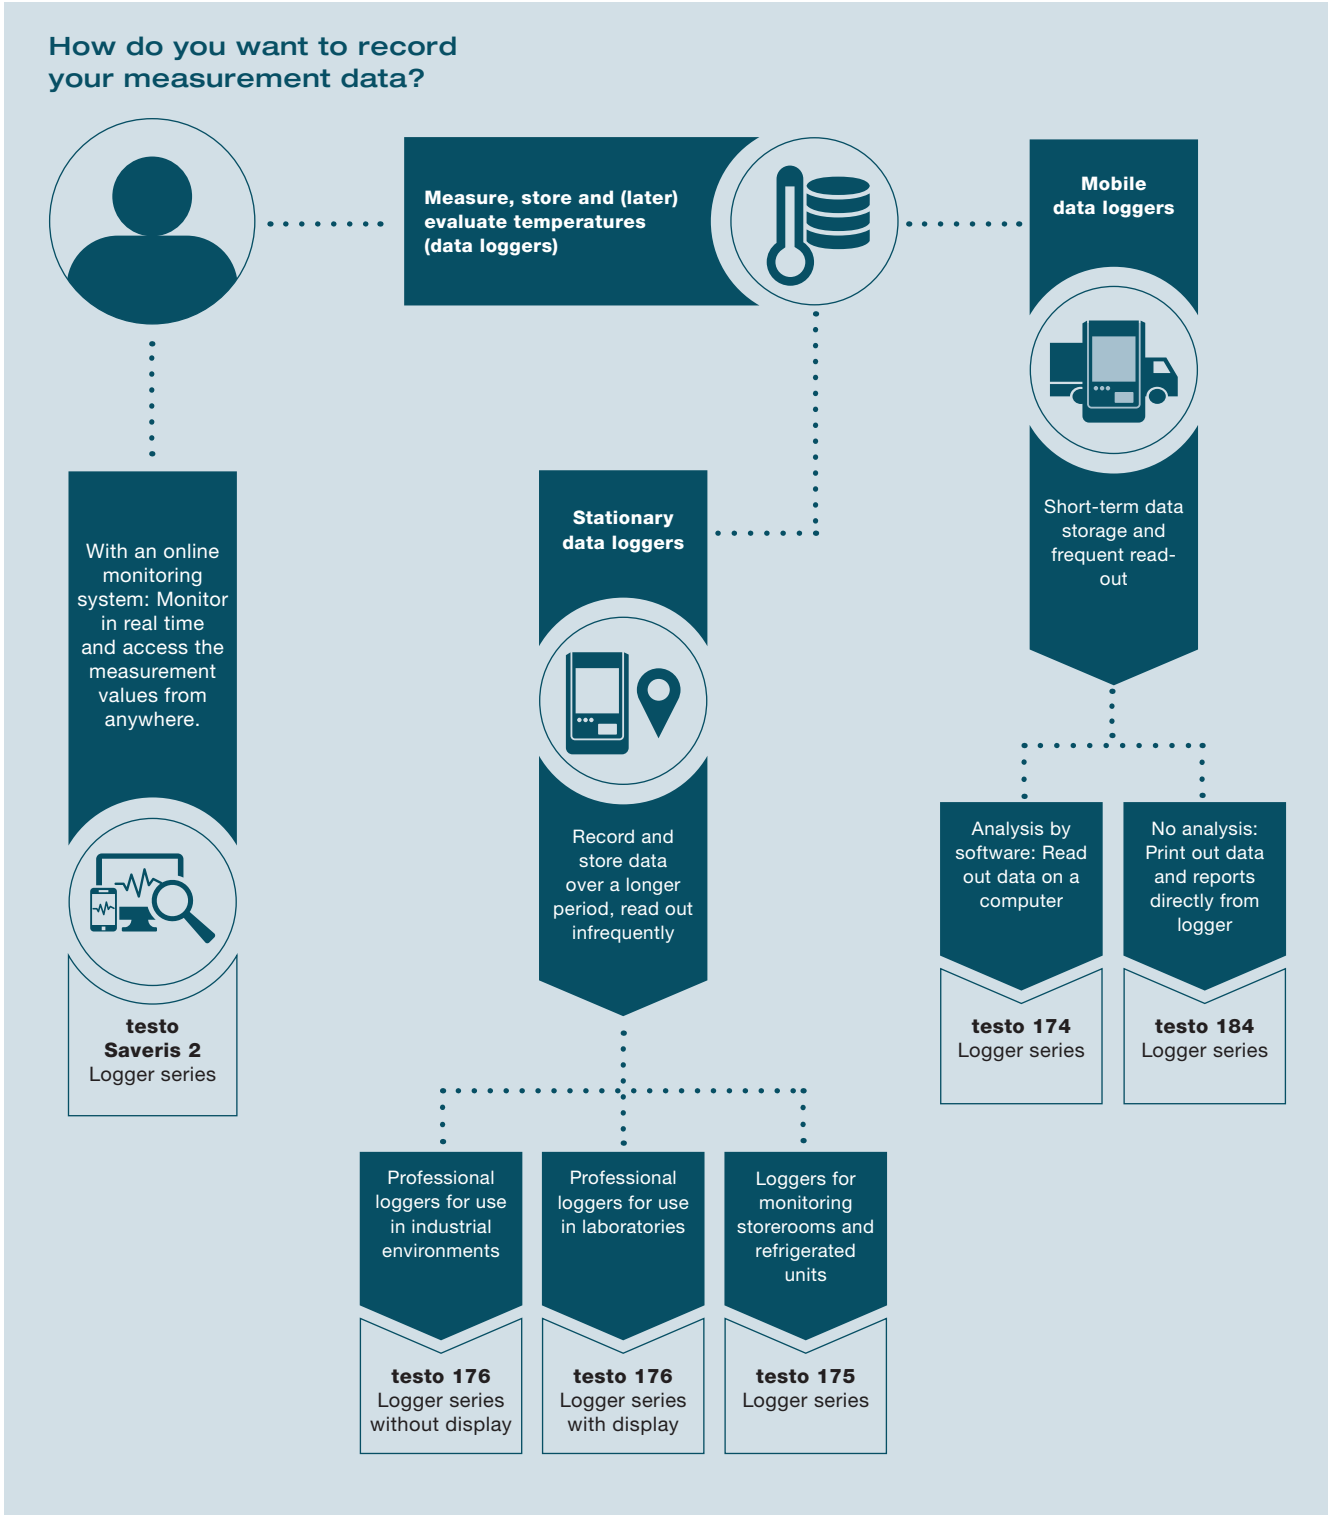 How do you want to record
your measurement data?
Measure, store and (later)
evaluate temperatures
(data loggers)
Mobile
data loggers
Short-term data
storage and
frequent read-
out
With an online
monitoring
system: Monitor
in real time
and access the
measurement
values from
anywhere.
testo
Saveris 2
Logger series
Stationary
data loggers
Record and
store data
over a longer
period, read out
infrequently
Analysis by
software: Read
out data on a
computer
testo 174
Logger series
No analysis:
Print out data
and reports
directly from
logger
testo 184
Logger series
Professional
loggers for use
in industrial
environments
testo 176
Logger series
without display
Professional
loggers for use
in laboratories
testo 176
Logger series
with display
Loggers for
monitoring
storerooms and
refrigerated
units
testo 175
Logger series